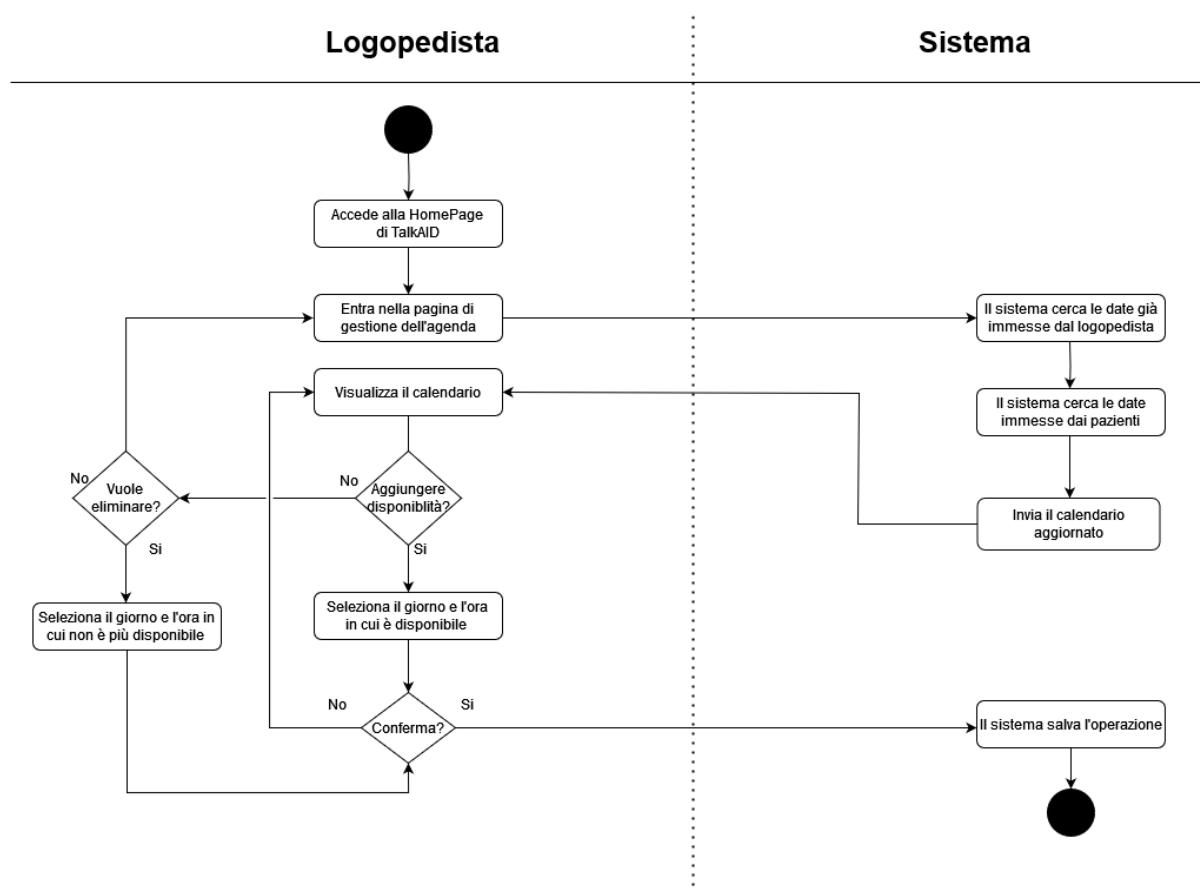 Logopedista
Sistema
Accede alla HomePage
di TalkAID
Entra nella pagina di
gestione dell'agenda
Il sistema cerca le date già
immesse dal logopedista
Visualizza il calendario
Il sistema cerca le date
immesse dai pazienti
No
Vuole
eliminare?
No
Aggiungere
disponiblità?
Invia il calendario
aggiornato
Si
Si
Seleziona il giorno e l'ora in
cui non è più disponibile
Seleziona il giorno e l'ora
in cui è disponibile
No
Si
Conferma?
Il sistema salva l'operazione